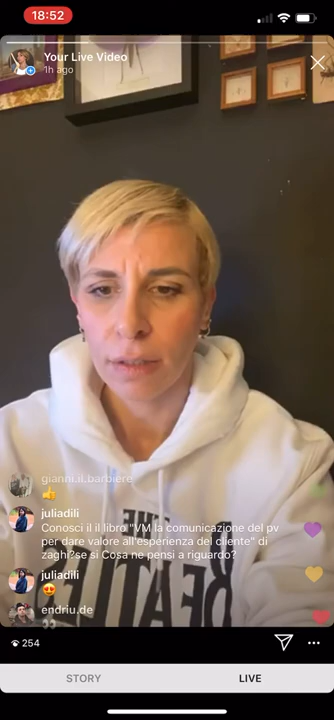 18:52
Your Live Video
1h ago
gianni.il.barbiere
👍
juliadili
Conosci il il libro "VM la comunicazione del pv
per dare valore all'esperienza del cliente" di
zaghi?se si Cosa ne pensi a riguardo?
juliadili
😍
endriu.de
👀
BEATLES
254
STORY LIVE